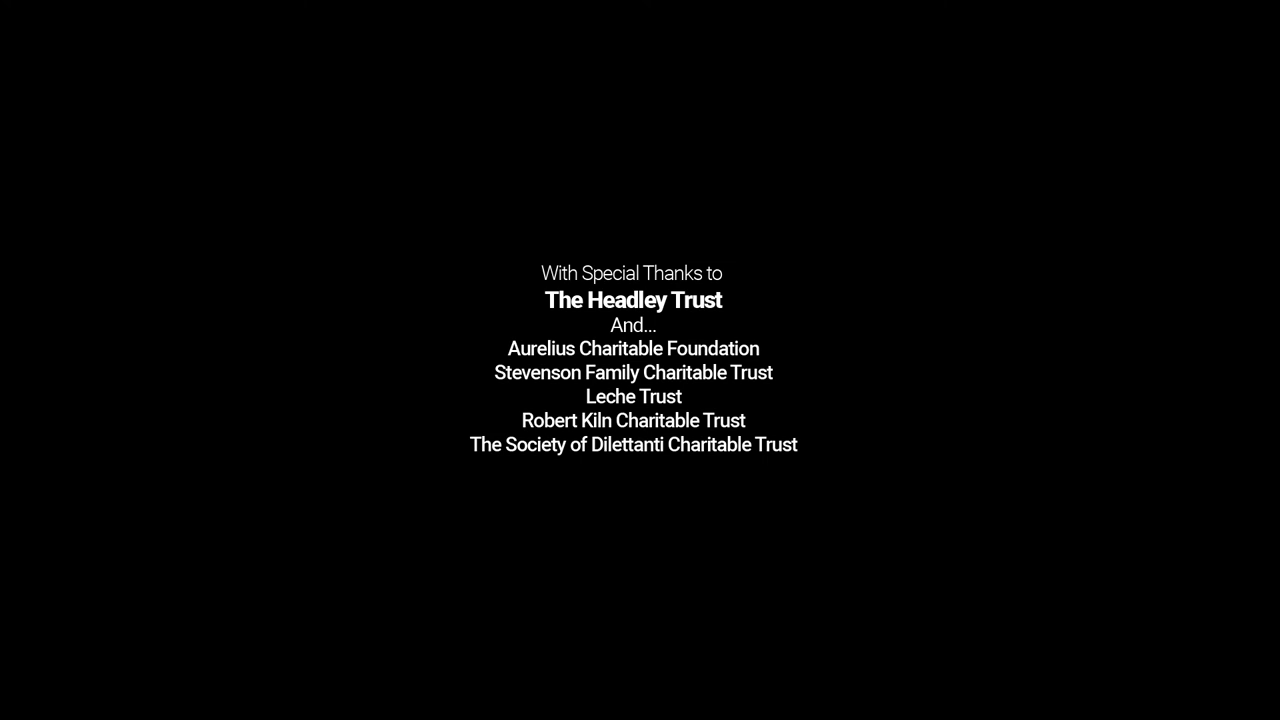 With Special Thanks to
The Headley Trust
And...
Aurelius Charitable Foundation
Stevenson Family Charitable Trust
Leche Trust
Robert Kiln Charitable Trust
The Society of Dilettanti Charitable Trust